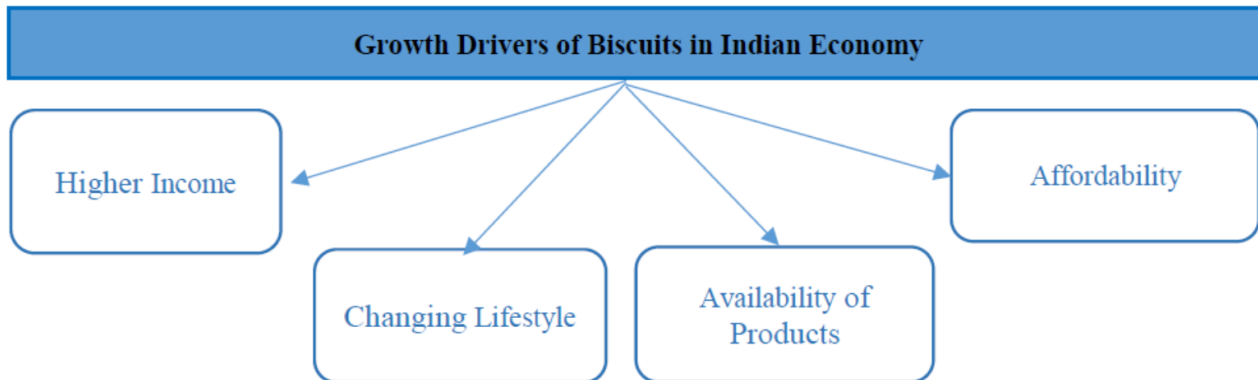 Growth Drivers of Biscuits in Indian Economy
Higher Income
Changing Lifestyle
Availability of
Products
Affordability